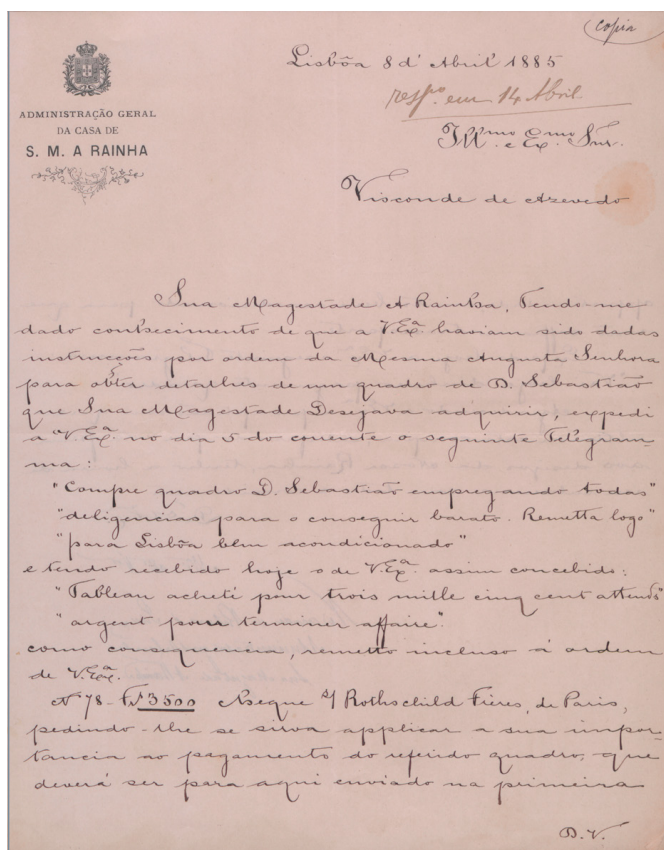 copia
Lisbôa 8 d' Abril 1885
resp.º em 14 Abril.
ADMINISTRAÇÃO GERAL
DA CASA DE
S. M. A RAINHA
Ill.mo e Ex.mo Snr.
Visconde de Azevedo
Sua Magestade A Rainha, Tendo-me
dado conhecimento de que a V. Ex.ª haviam sido dadas
instrucções por ordem da Mesma Augusta Senhora
para obter detalhes de um quadro de D. Sebastião
que Sua Magestade Desejava adquirir, expedi
a V. Ex.ª no dia 5 do corrente o seguinte Telegram-
ma:
"Compre quadro D. Sebastião empregando todas"
"deligencias para o conseguir barato. Remetta logo"
"para Lisbôa bem acondicionado"
e tendo recebido hoje o de V. Ex.ª assim concebido:
"Tableau acheté pour trois mille cinq cent attends"
"argent pour terminer affaire".
como consequencia, remetto incluso á ordem
de V. Ex.ª
Nº 78 - Fs 3500 Cheque s/ Rothschild Frères, de Paris,
pedindo-lhe se sirva applicar a sua impor-
tancia ao pagamento do referido quadro, que
deverá ser para aqui enviado na primeira
D. V.